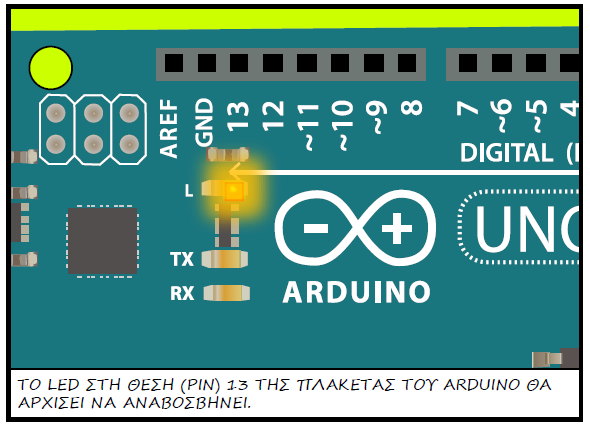 AREF
GND
13
12
~11
~10
~9
8
7
~6
~5
4
DIGITAL (
L
TX
RX
UNO
ARDUINO
ΤΟ LED ΣΤΗ ΘΕΣΗ (PIN) 13 ΤΗΣ ΠΛΑΚΕΤΑΣ ΤΟΥ ARDUINO ΘΑ
ΑΡΧΙΣΕΙ ΝΑ ΑΝΑΒΟΣΒΗΝΕΙ.